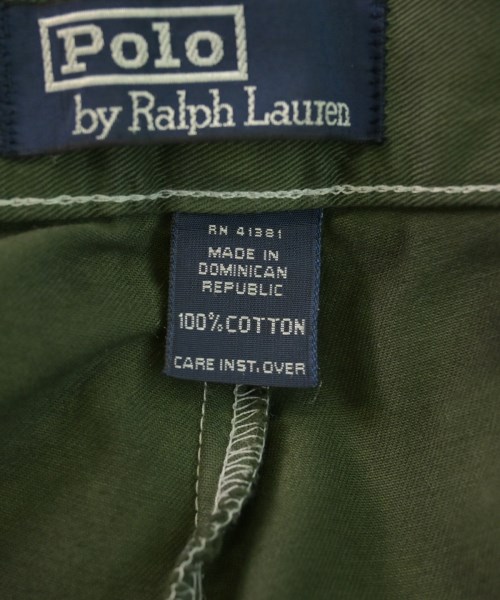 Polo
by Ralph Lauren
RN 41381
MADE IN
DOMINICAN
REPUBLIC
100% COTTON
CARE INST. OVER